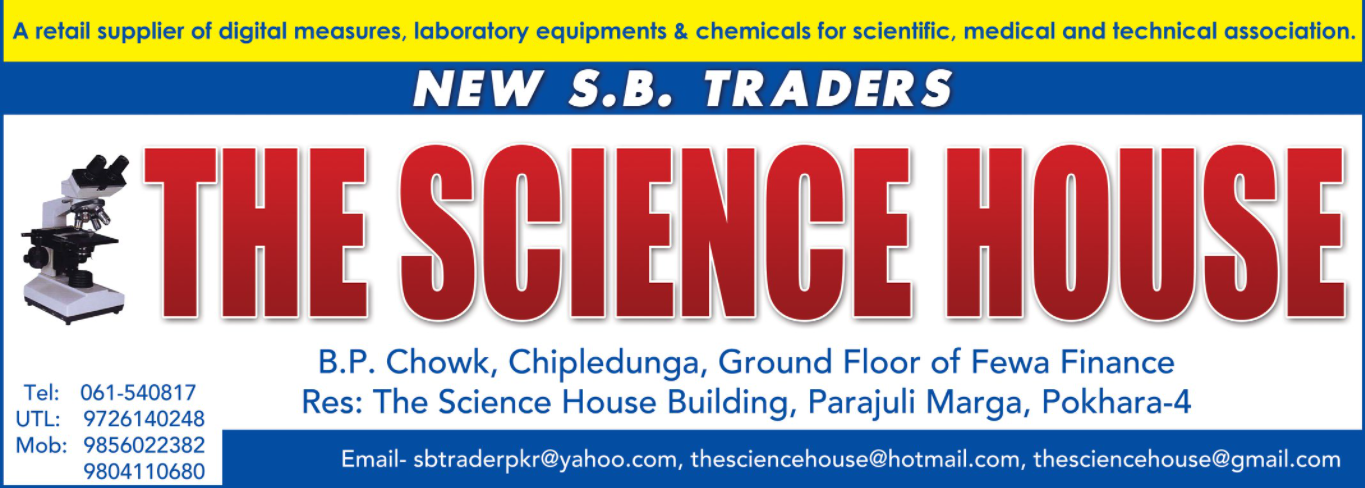 A retail supplier of digital measures, laboratory equipments & chemicals for scientific, medical and technical association.
NEW S.B. TRADERS
THE SCIENCE HOUSE
B.P. Chowk, Chipledunga, Ground Floor of Fewa Finance
Res: The Science House Building, Parajuli Marga, Pokhara-4
Tel: 061-540817
UTL: 9726140248
Mob: 9856022382
9804110680
Email- sbtraderpkr@yahoo.com, thesciencehouse@hotmail.com, thesciencehouse@gmail.com